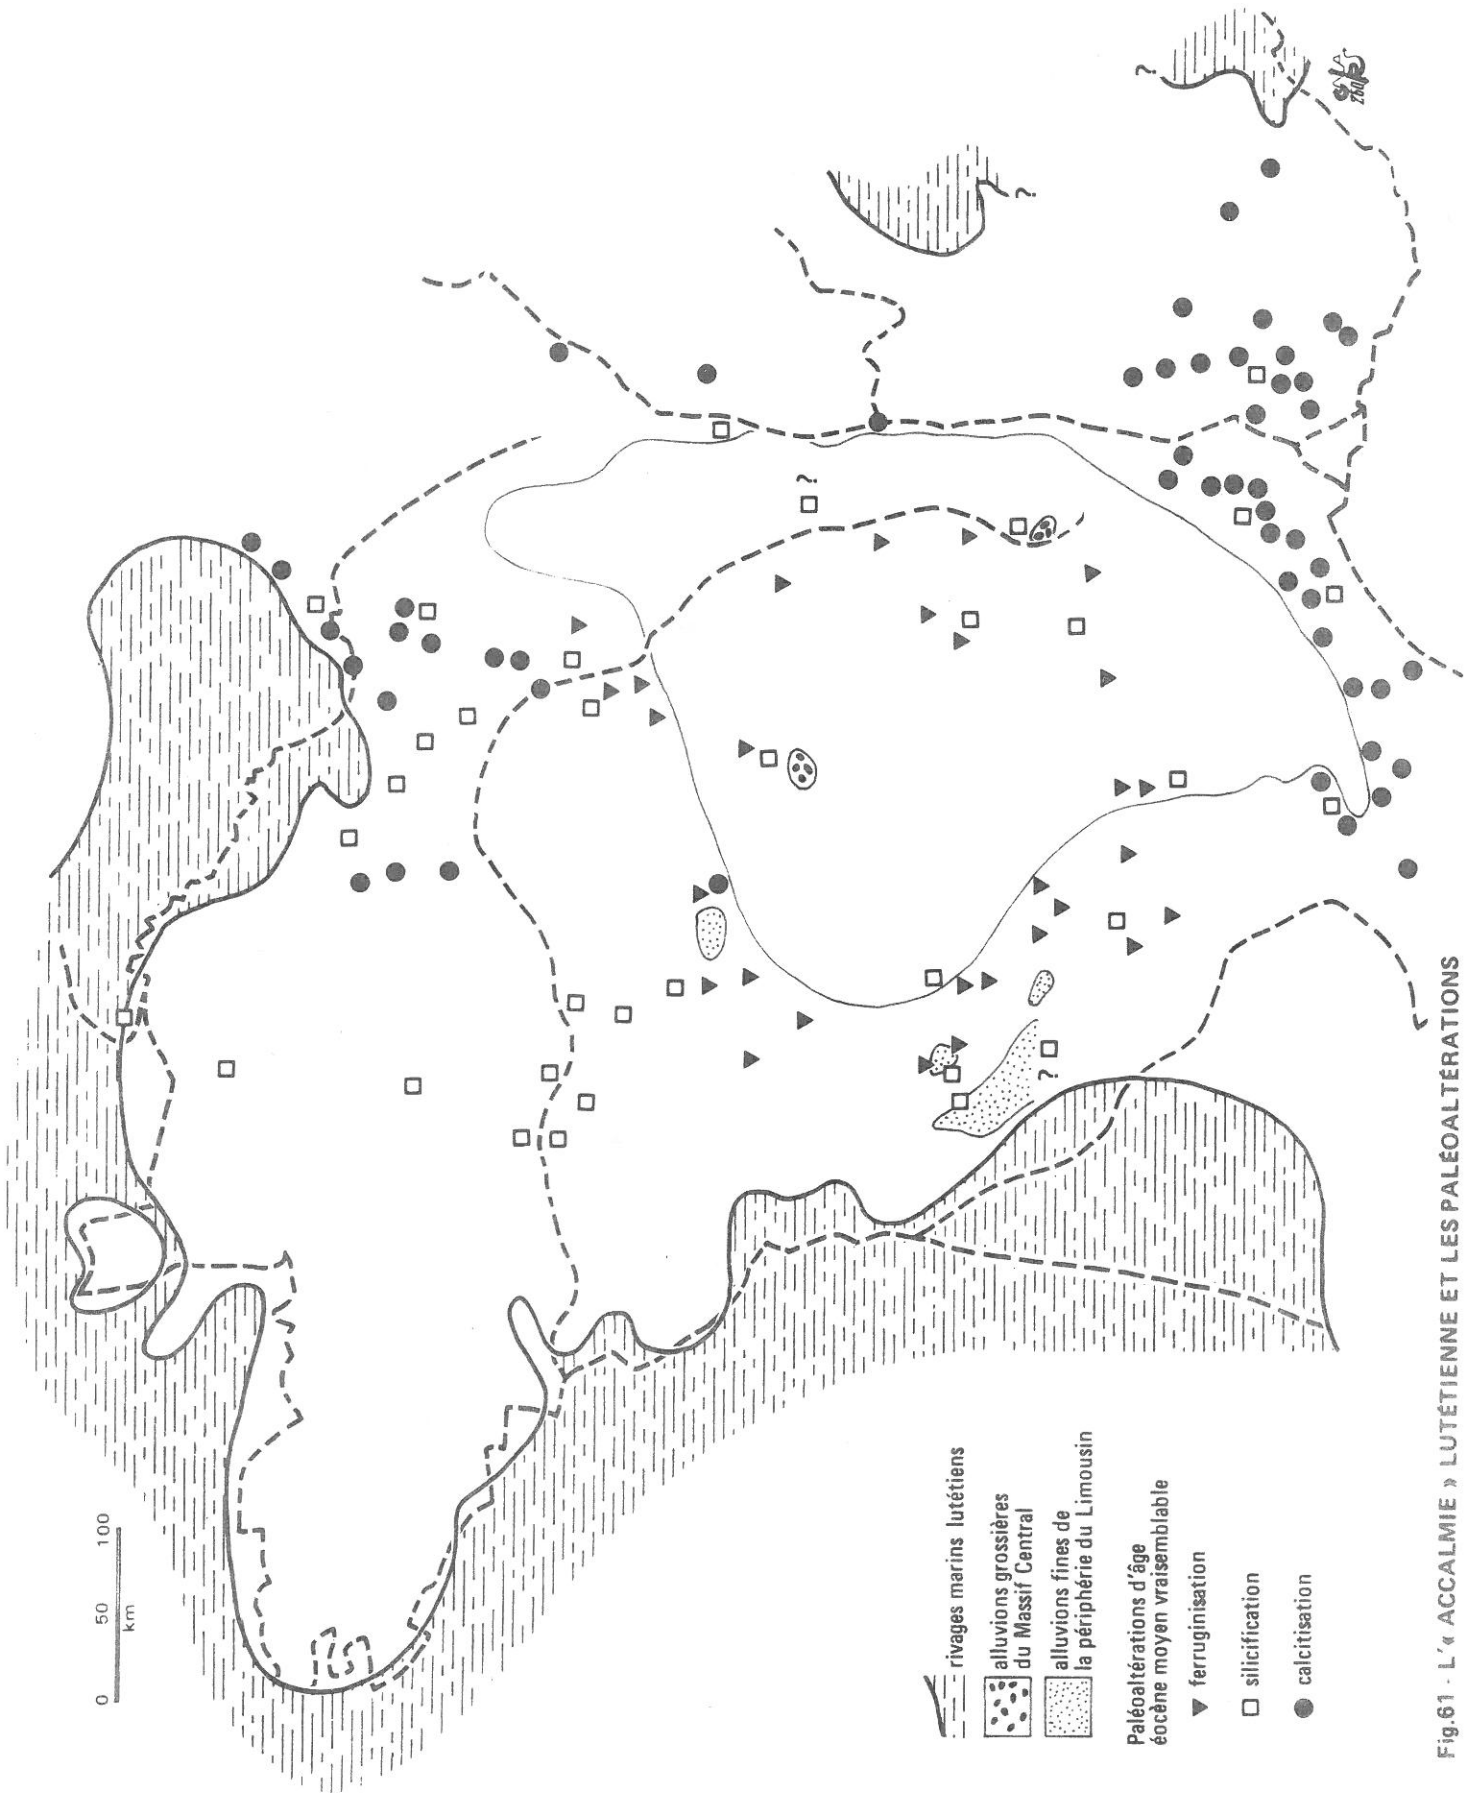 ?
?
?
?
0 50 100
km
rivages marins lutétiens
alluvions grossières
du Massif Central
alluvions fines de
la périphérie du Limousin
Paléoaltérations d'âge
éocène moyen vraisemblable
ferruginisation
silicification
calcitisation
Fig.61 - L'« ACCALMIE » LUTÉTIENNE ET LES PALÉOALTÉRATIONS